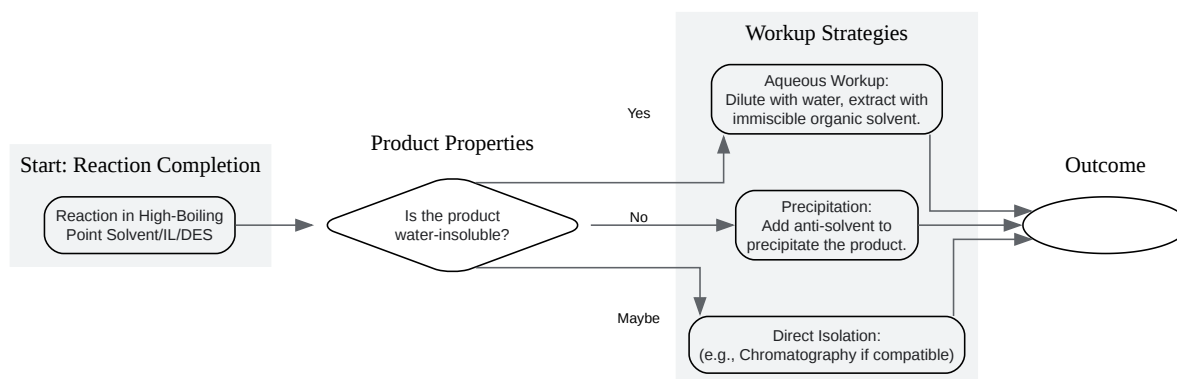 Start: Reaction Completion
Reaction in High-Boiling
Point Solvent/IL/DES
Product Properties
Is the product
water-insoluble?
Yes
No
Maybe
Workup Strategies
Aqueous Workup:
Dilute with water, extract with
immiscible organic solvent.
Precipitation:
Add anti-solvent to
precipitate the product.
Direct Isolation:
(e.g., Chromatography if compatible)
Outcome